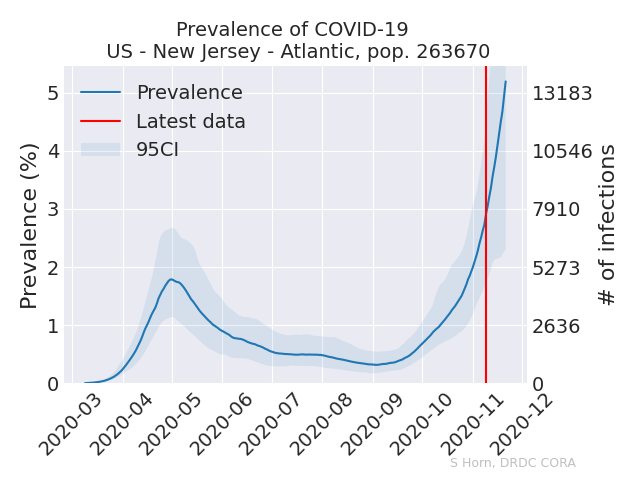 Prevalence of COVID-19
US - New Jersey - Atlantic, pop. 263670
Prevalence
Latest data
95CI
Prevalence (%)
5
4
3
2
1
0
13183
10546
7910
5273
2636
0
# of infections
2020-03
2020-04
2020-05
2020-06
2020-07
2020-08
2020-09
2020-10
2020-11
2020-12
S Horn, DRDC CORA